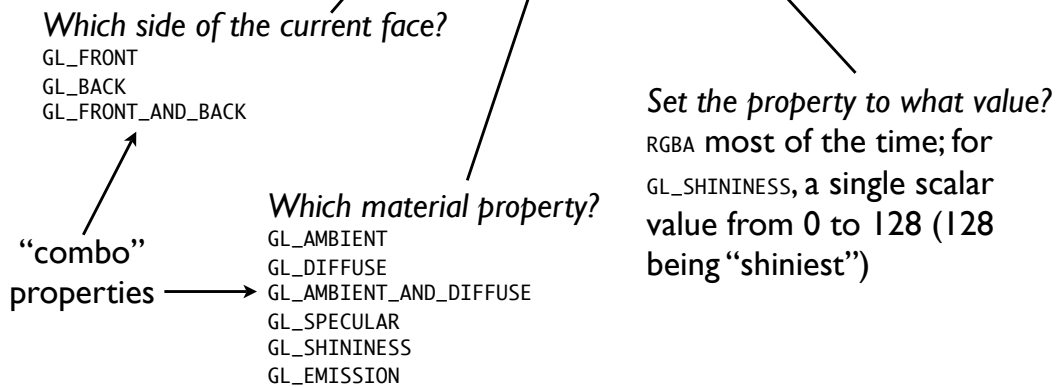 Which side of the current face?
GL_FRONT
GL_BACK
GL_FRONT_AND_BACK
Set the property to what value?
RGBA most of the time; for
GL_SHININESS, a single scalar
value from 0 to 128 (128
being “shiniest”)
“combo”
properties
Which material property?
GL_AMBIENT
GL_DIFFUSE
GL_AMBIENT_AND_DIFFUSE
GL_SPECULAR
GL_SHININESS
GL_EMISSION